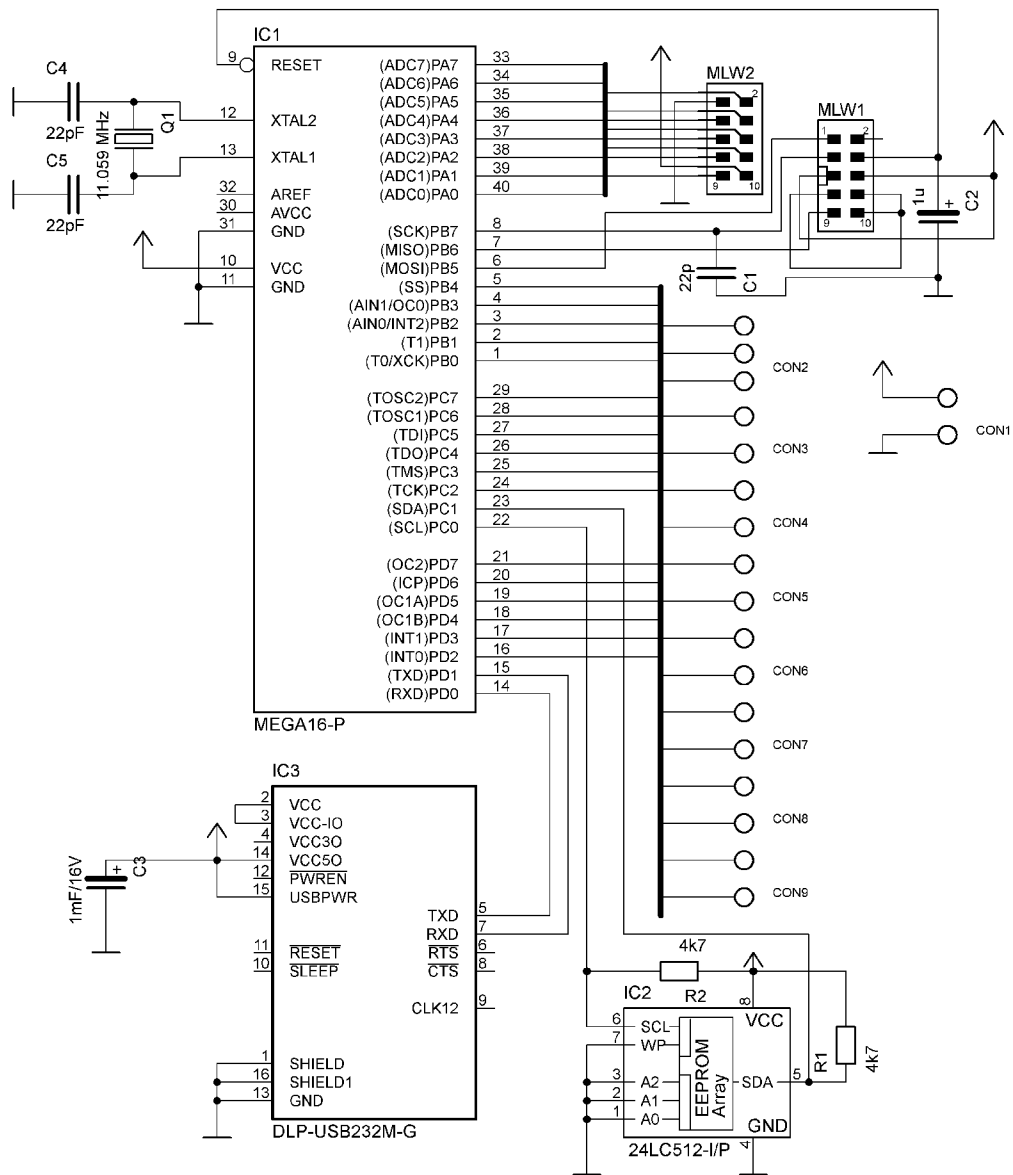 IC1
9 RESET
12 XTAL2
13 XTAL1
32 AREF
30 AVCC
31 GND
10 VCC
11 GND
(ADC7)PA7 33
(ADC6)PA6 34
(ADC5)PA5 35
(ADC4)PA4 36
(ADC3)PA3 37
(ADC2)PA2 38
(ADC1)PA1 39
(ADC0)PA0 40
(SCK)PB7 8
(MISO)PB6 7
(MOSI)PB5 6
(SS)PB4 5
(AIN1/OC0)PB3 4
(AIN0/INT2)PB2 3
(T1)PB1 2
(T0/XCK)PB0 1
(TOSC2)PC7 29
(TOSC1)PC6 28
(TDI)PC5 27
(TDO)PC4 26
(TMS)PC3 25
(TCK)PC2 24
(SDA)PC1 23
(SCL)PC0 22
(OC2)PD7 21
(ICP)PD6 20
(OC1A)PD5 19
(OC1B)PD4 18
(INT1)PD3 17
(INT0)PD2 16
(TXD)PD1 15
(RXD)PD0 14
MEGA16-P
C4
22pF
C5
22pF
11.059 MHz
Q1
MLW2
2
9 10
MLW1
1 2
9 10
1u
+
C2
22p
C1
CON2
CON1
CON3
CON4
CON5
CON6
CON7
CON8
CON9
IC3
2 VCC
3 VCC-IO
4 VCC3O
14 VCC5O
12 PWREN
15 USBPWR
11 RESET
10 SLEEP
1 SHIELD
16 SHIELD1
13 GND
TXD 5
RXD 7
RTS 6
CTS 8
CLK12 9
DLP-USB232M-G
1mF/16V
+
C3
4k7
R2
IC2
6 SCL
7 WP
3 A2
2 A1
1 A0
EEPROM
Array
8
VCC
SDA 5
GND
4
24LC512-I/P
R1
4k7